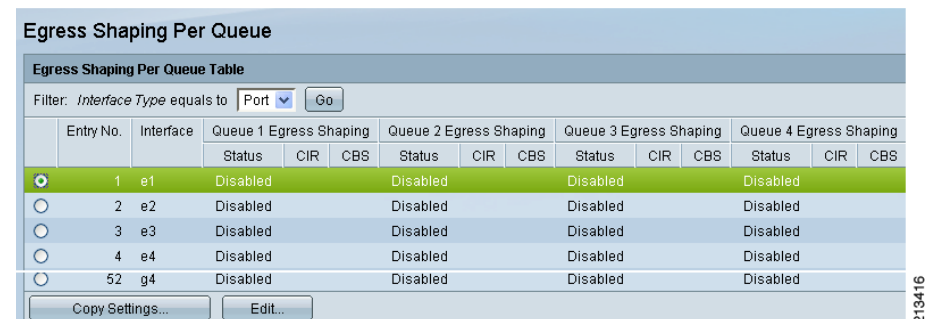 Egress Shaping Per Queue
Egress Shaping Per Queue Table
Filter: Interface Type equals to Port Go
Entry No. Interface Queue 1 Egress Shaping Queue 2 Egress Shaping Queue 3 Egress Shaping Queue 4 Egress Shaping
Status CIR CBS Status CIR CBS Status CIR CBS Status CIR CBS
1 e1 Disabled Disabled Disabled Disabled
2 e2 Disabled Disabled Disabled Disabled
3 e3 Disabled Disabled Disabled Disabled
4 e4 Disabled Disabled Disabled Disabled
52 g4 Disabled Disabled Disabled Disabled
Copy Settings... Edit...
213416